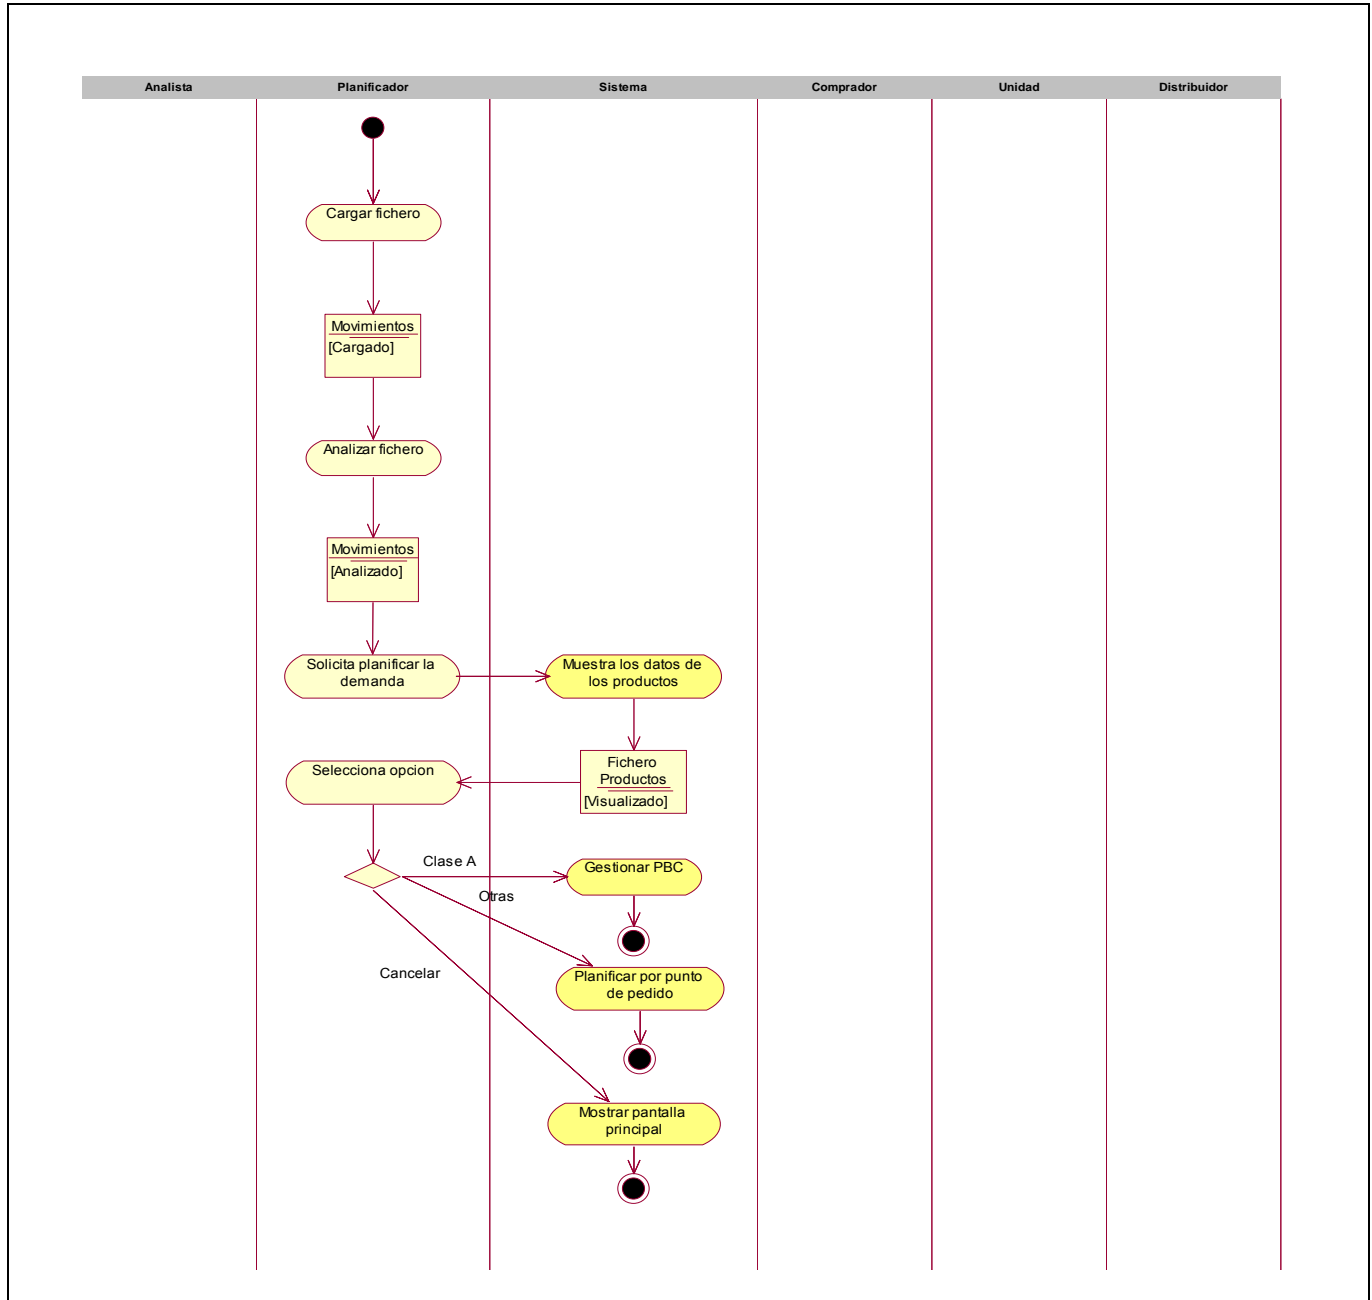 Analista
Planificador
Sistema
Comprador
Unidad
Distribuidor
Cargar fichero
Movimientos
[Cargado]
Analizar fichero
Movimientos
[Analizado]
Solicita planificar la
demanda
Muestra los datos de
los productos
Fichero
Productos
[Visualizado]
Selecciona opcion
Clase A
Gestionar PBC
Otras
Planificar por punto
de pedido
Cancelar
Mostrar pantalla
principal